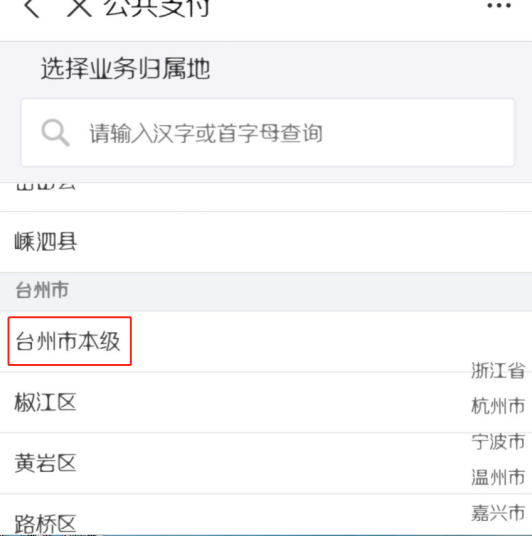 公共支付
选择业务归属地
请输入汉字或首字母查询
嵊泗县
台州市
台州市本级
椒江区
黄岩区
路桥区
浙江省
杭州市
宁波市
温州市
嘉兴市